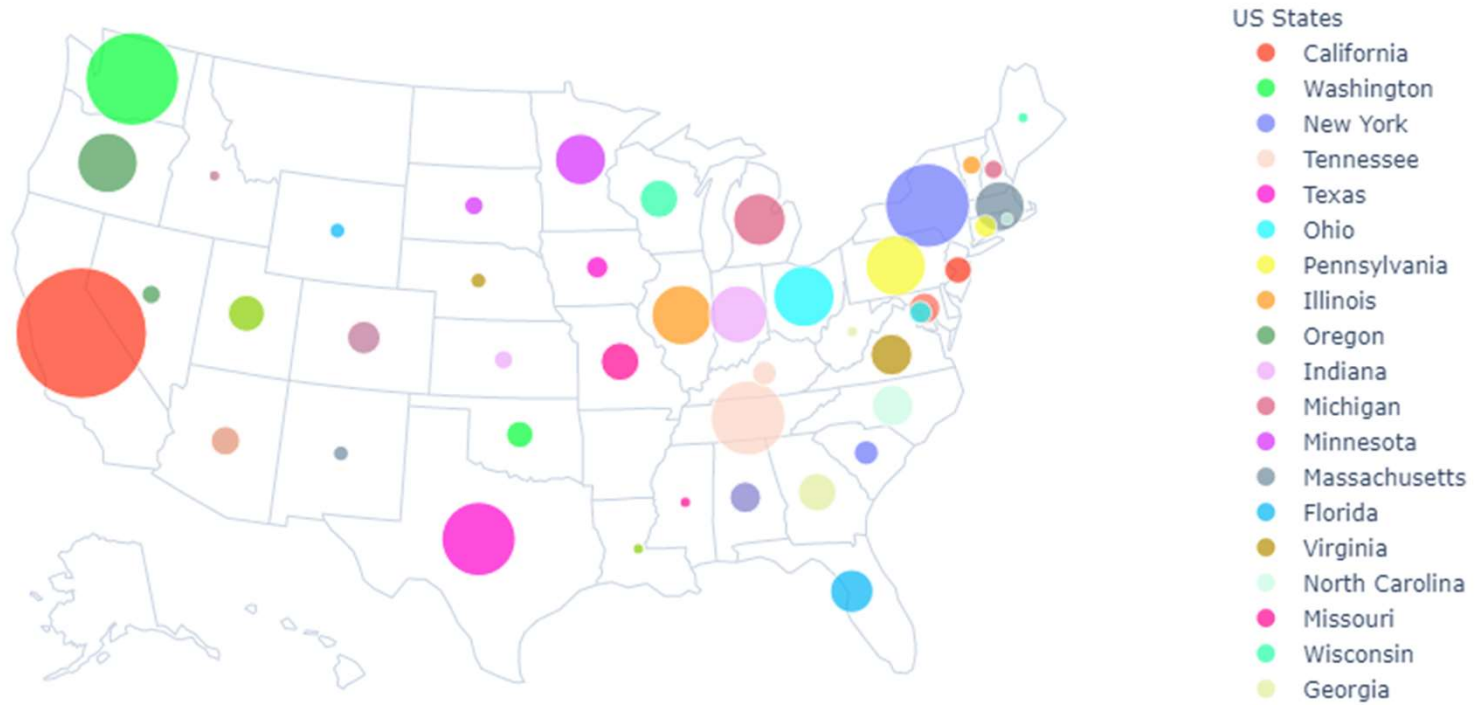 US States
California
Washington
New York
Tennessee
Texas
Ohio
Pennsylvania
Illinois
Oregon
Indiana
Michigan
Minnesota
Massachusetts
Florida
Virginia
North Carolina
Missouri
Wisconsin
Georgia